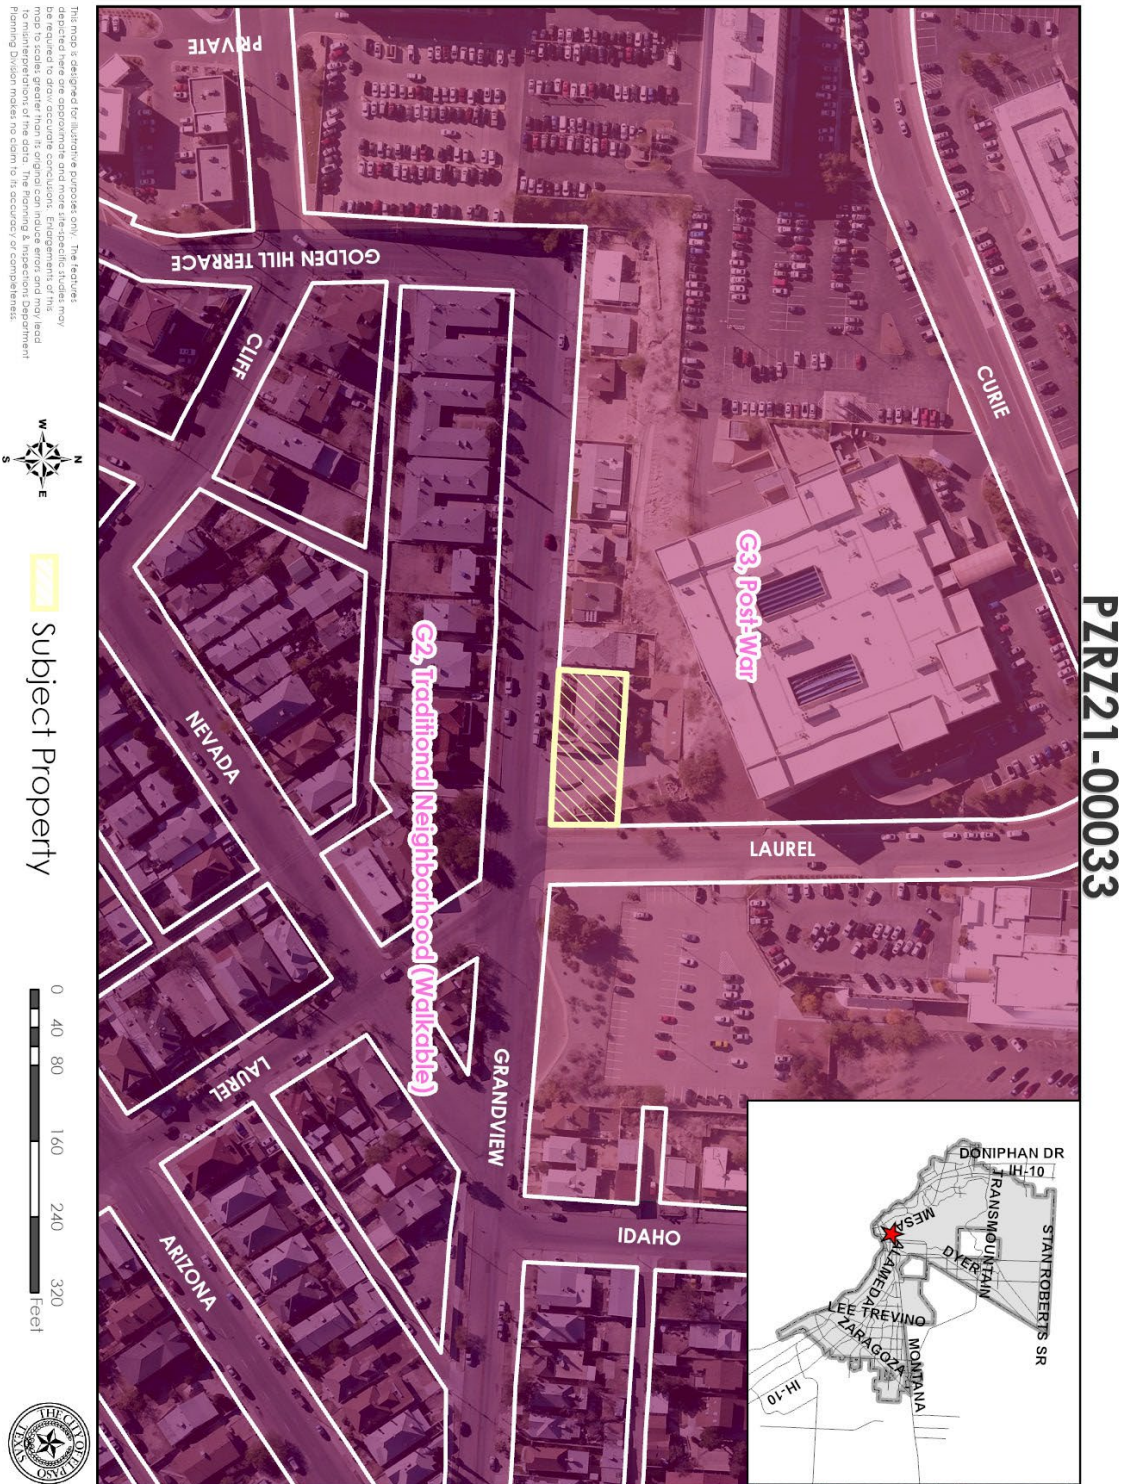 PZRZ21-00033
PRIVATE
GOLDEN HILL TERRACE
CLIFF
CURIE
G3, Post-War
G2, Traditional Neighborhood (Walkable)
NEVADA
LAUREL
GRANDVIEW
LAUREL
IDAHO
ARIZONA
DONIPHAN DR
IH-10
TRANSMOUNTAIN
STAN ROBERTS SR
MESA
DYER
ALAMEDA
LEE TREVINO
ZARAGOZA
MONTANA
IH-10
This map is designed for illustrative purposes only. The features
depicted here are approximate and more site-specific studies may
be required to draw accurate conclusions. Enlargements of this
map to scales greater than its original can induce errors and may lead
to misinterpretations of the data. The Planning & Inspections Department
Planning Division makes no claim to its accuracy or completeness.
N
W
E
S
Subject Property
0 40 80 160 240 320
Feet
THE CITY OF EL PASO
TEXAS